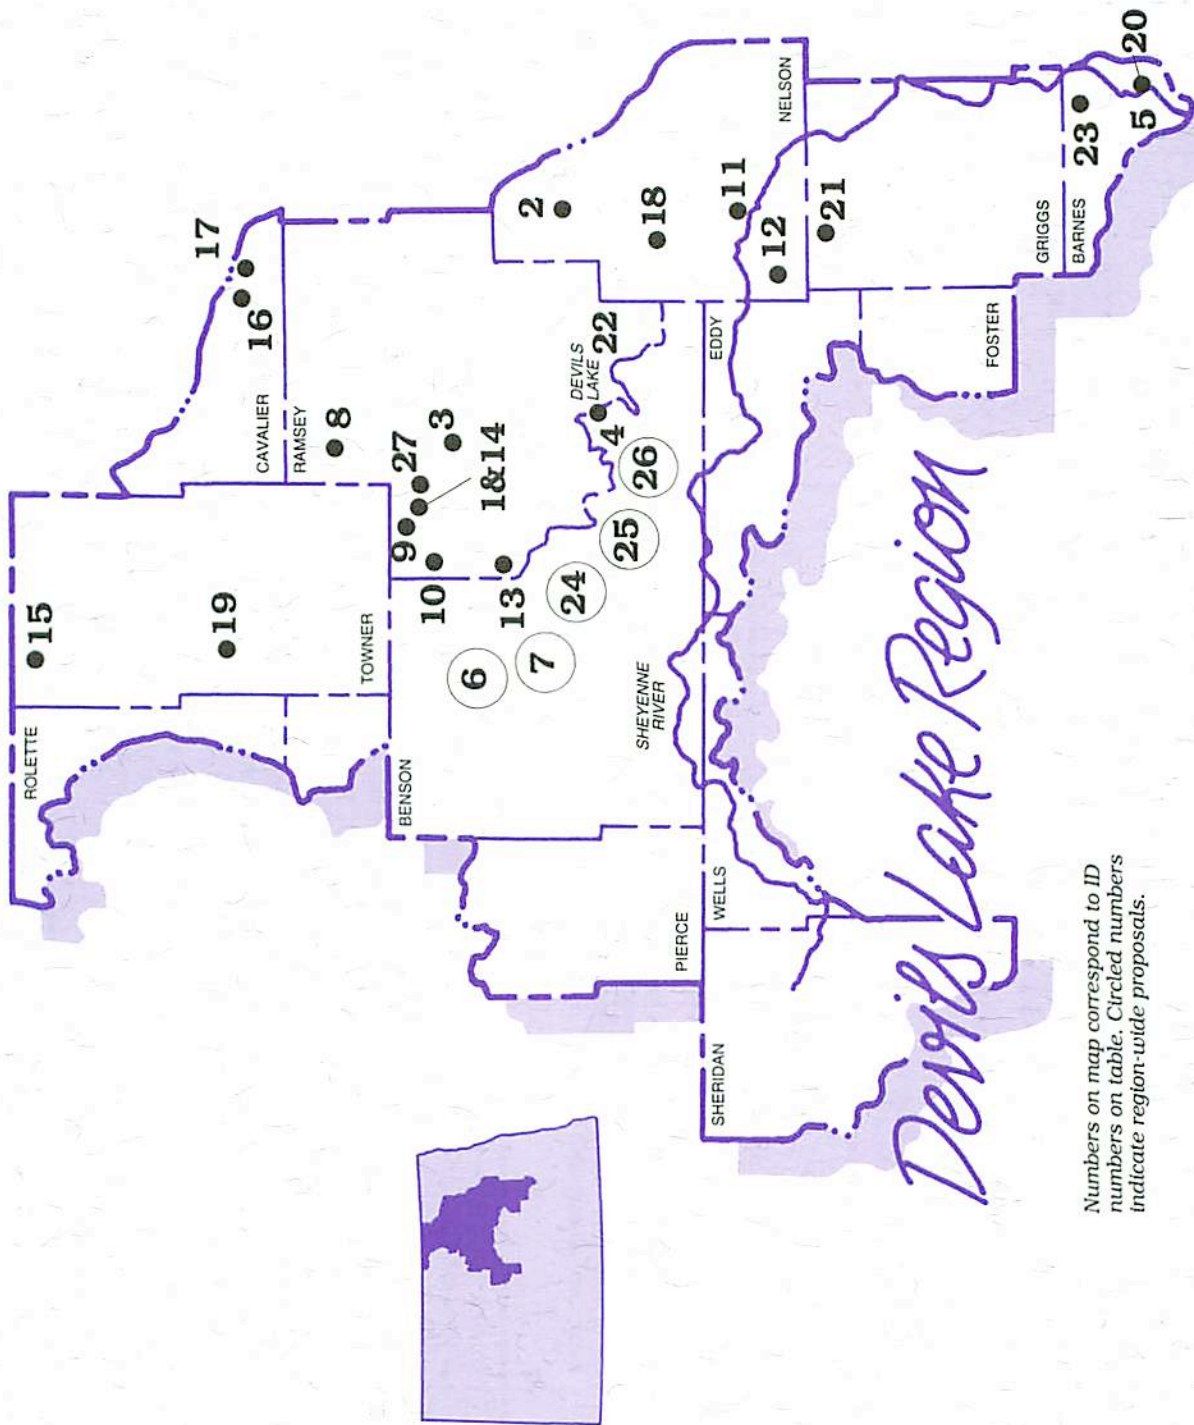 ROLETTE
15
19
TOWNER
17
16
CAVALIER
RAMSEY
8
27
9
3
1&14
10
13
BENSON
6
7
24
25
26
4
DEVILS
LAKE
22
2
18
11
12
NELSON
21
SHEYENNE
RIVER
PIERCE
WELLS
EDDY
SHERIDAN
FOSTER
GRIGGS
BARNES
23
5
20
Devils Lake Region
Numbers on map correspond to ID
numbers on table. Circled numbers
indicate region-wide proposals.